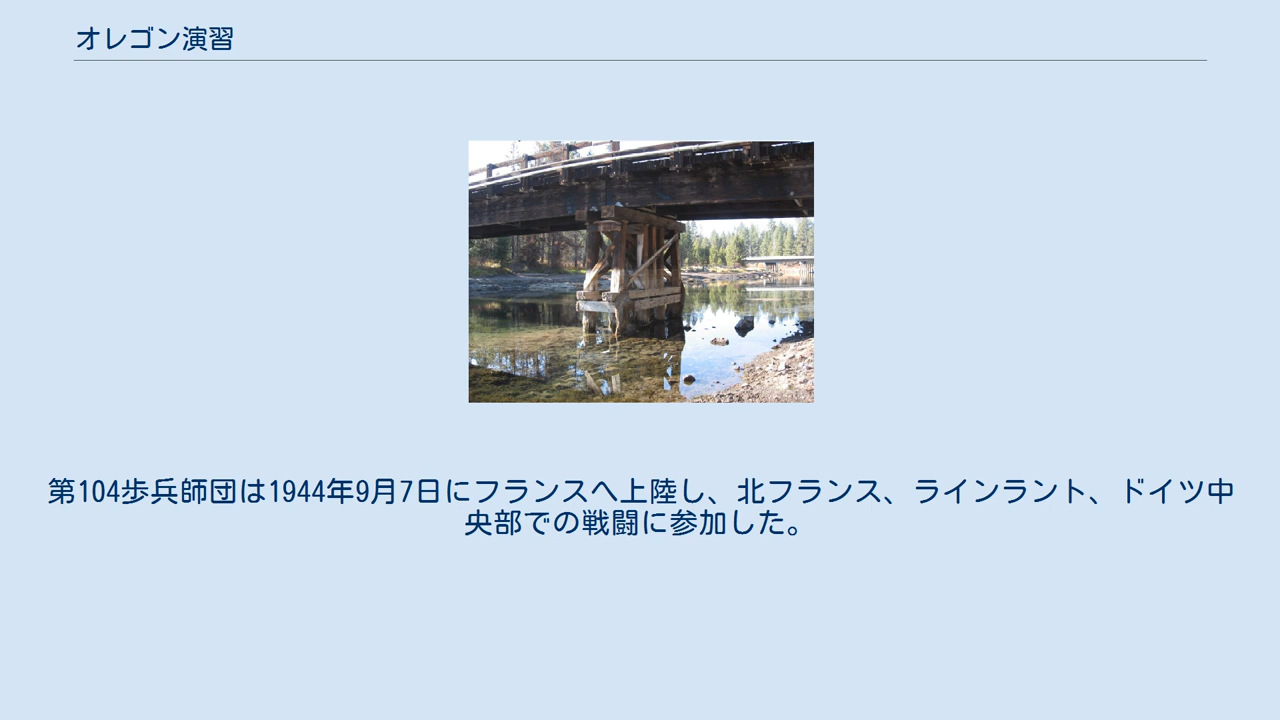 オレゴン演習
第104歩兵師団は1944年9月7日にフランスへ上陸し、北フランス、ラインラント、ドイツ中
央部での戦闘に参加した。